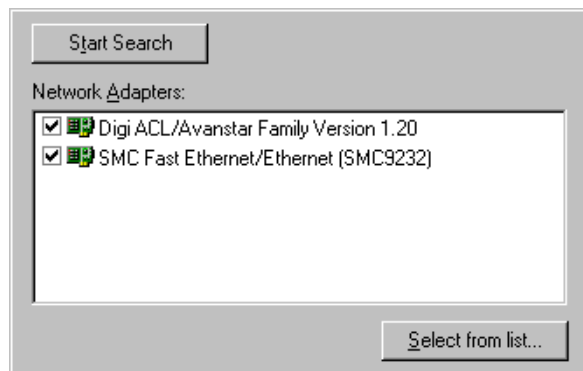 Start Search
Network Adapters:
Digi ACL/Avanstar Family Version 1.20
SMC Fast Ethernet/Ethernet (SMC9232)
Select from list...